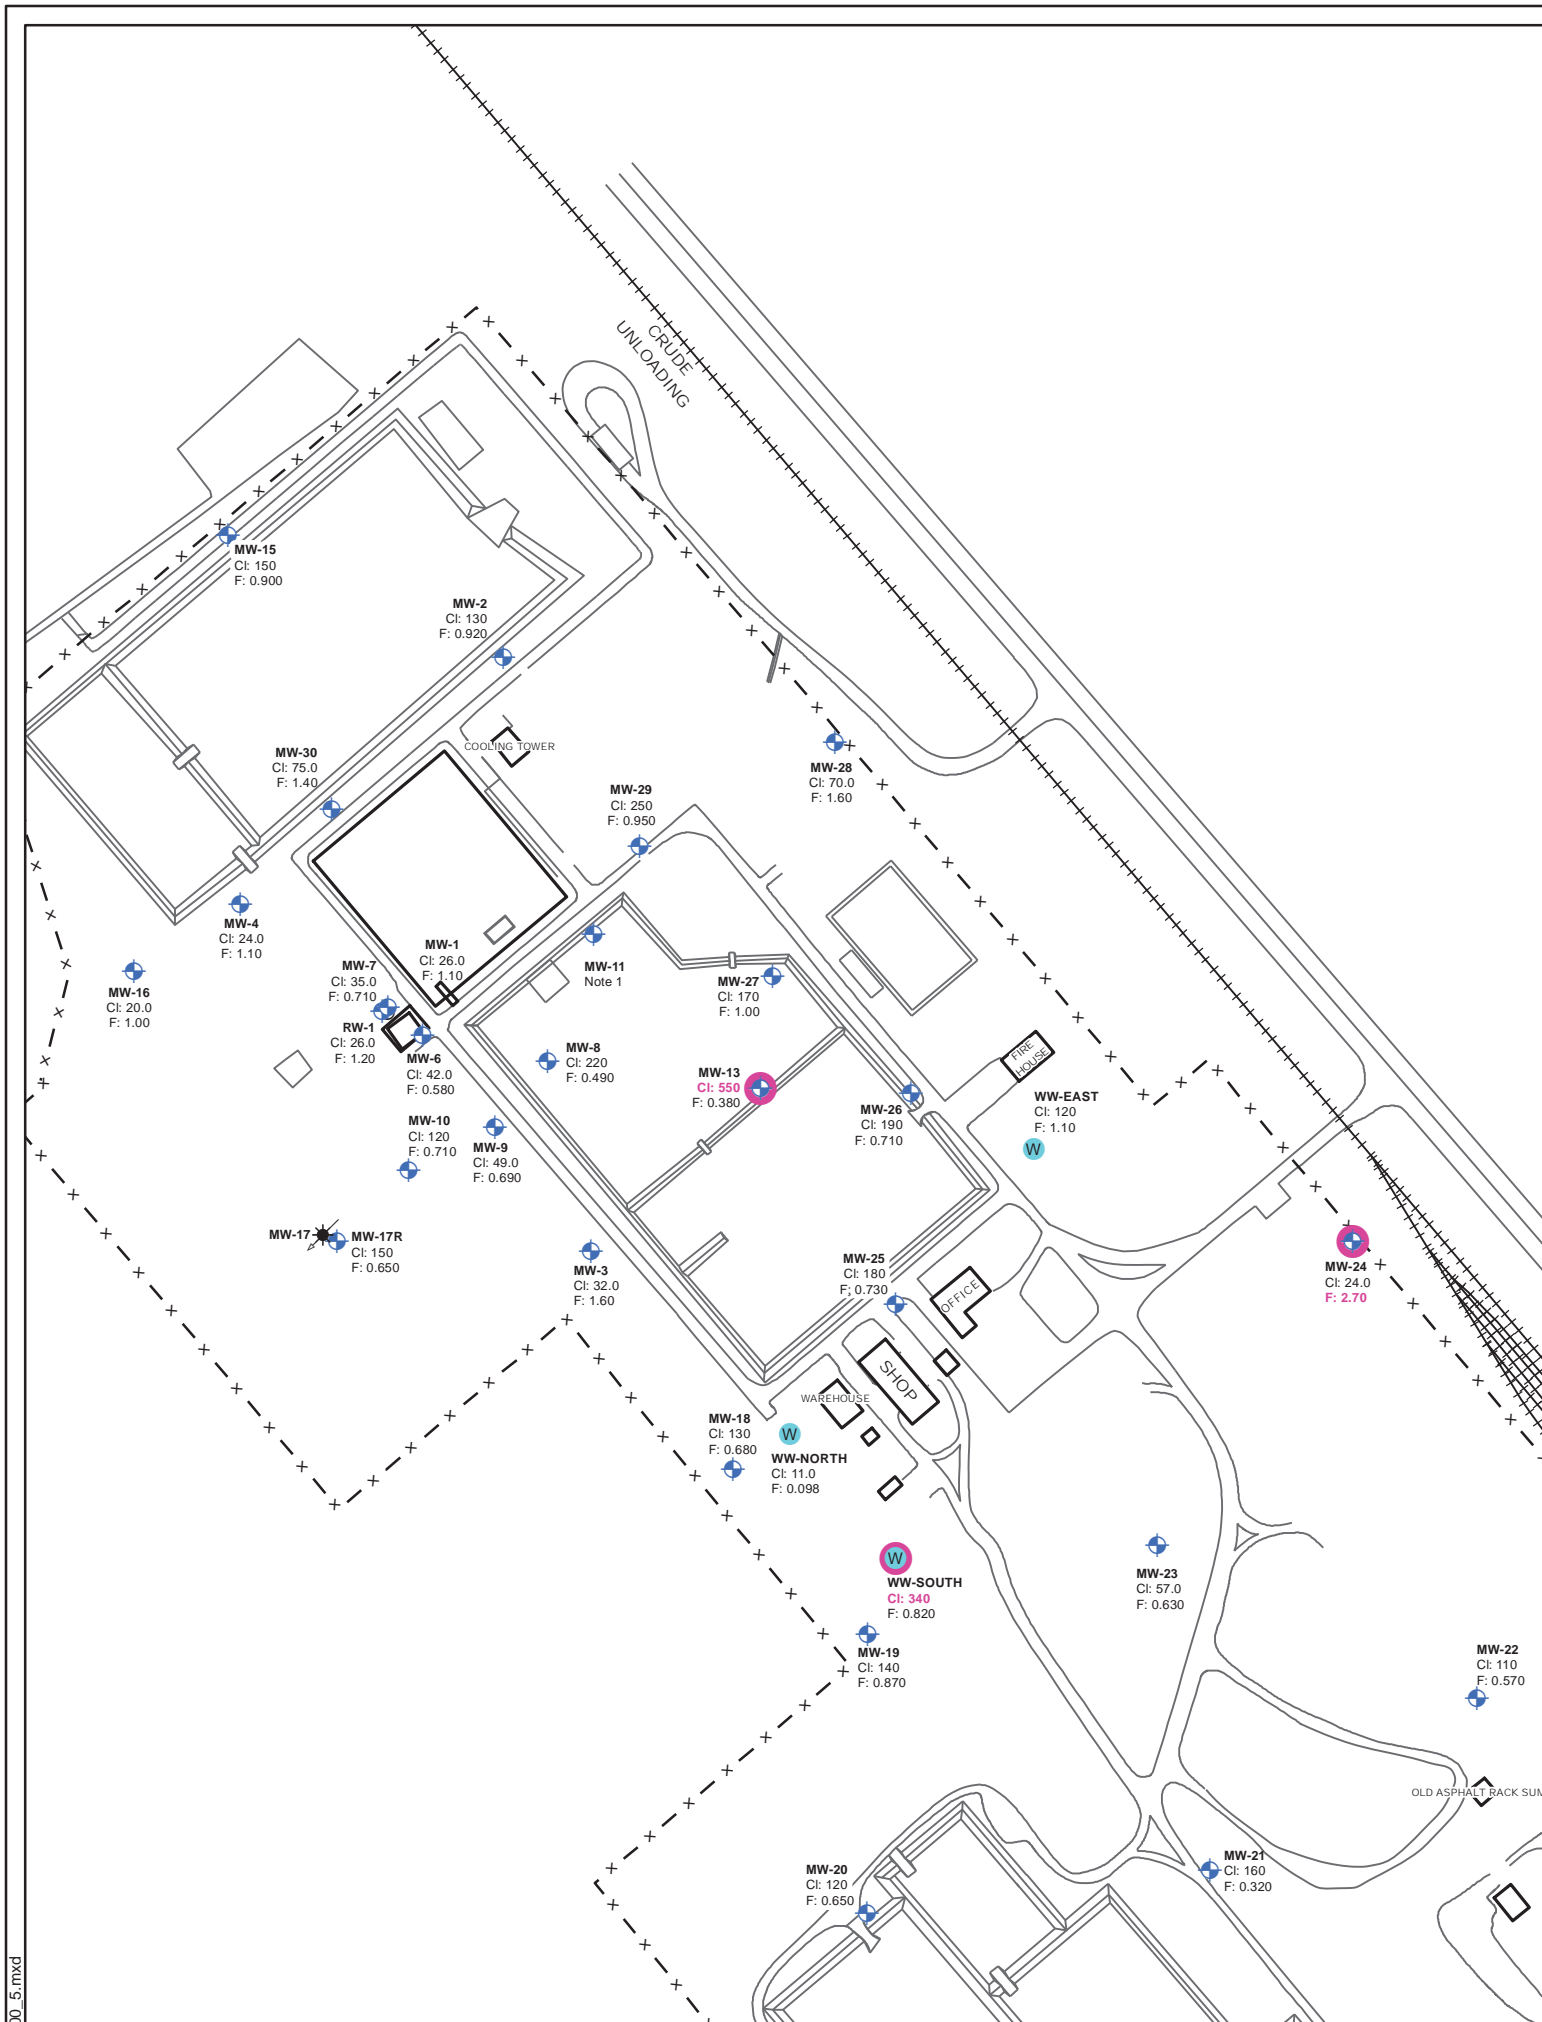 CRUDE
UNLOADING
MW-15
Cl: 150
F: 0.900
MW-2
Cl: 130
F: 0.920
COOLING TOWER
MW-30
Cl: 75.0
F: 1.40
MW-28
Cl: 70.0
F: 1.60
MW-29
Cl: 250
F: 0.950
MW-4
Cl: 24.0
F: 1.10
MW-1
Cl: 26.0
F: 1.10
MW-7
Cl: 35.0
F: 0.710
MW-11
Note 1
MW-27
Cl: 170
F: 1.00
MW-16
Cl: 20.0
F: 1.00
RW-1
Cl: 26.0
F: 1.20
MW-6
Cl: 42.0
F: 0.580
MW-8
Cl: 220
F: 0.490
FIRE
HOUSE
MW-13
Cl: 550
F: 0.380
WW-EAST
Cl: 120
F: 1.10
W
MW-26
Cl: 190
F: 0.710
MW-10
Cl: 120
F: 0.710
MW-9
Cl: 49.0
F: 0.690
MW-17
MW-17R
Cl: 150
F: 0.650
MW-3
Cl: 32.0
F: 1.60
MW-25
Cl: 180
F: 0.730
MW-24
Cl: 24.0
F: 2.70
OFFICE
SHOP
WAREHOUSE
MW-18
Cl: 130
F: 0.680
W
WW-NORTH
Cl: 11.0
F: 0.098
W
WW-SOUTH
Cl: 340
F: 0.820
MW-23
Cl: 57.0
F: 0.630
MW-19
Cl: 140
F: 0.870
MW-22
Cl: 110
F: 0.570
OLD ASPHALT RACK SUM
MW-20
Cl: 120
F: 0.650
MW-21
Cl: 160
F: 0.320
00_5.mxd